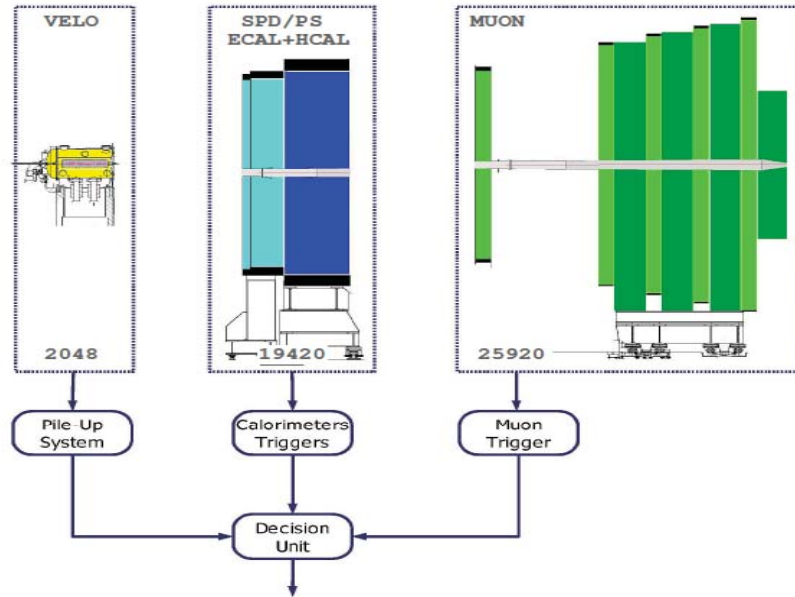 VELO
SPD/PS
ECAL+HCAL
MUON
2048
19420
25920
Pile-Up
System
Calorimeters
Triggers
Muon
Trigger
Decision
Unit